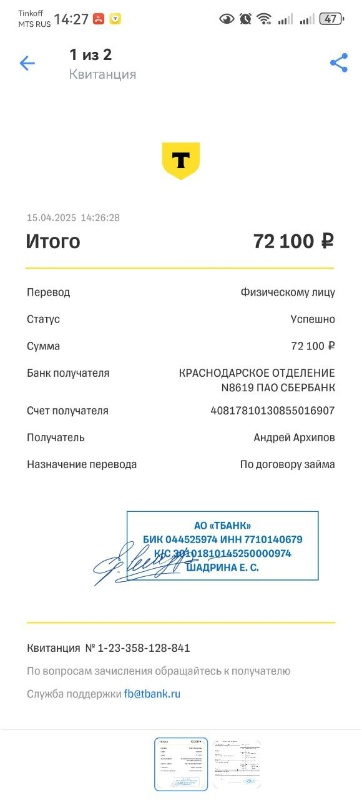 Tinkoff
MTS RUS 14:27
47
1 из 2
Квитанция
Т
15.04.2025 14:26:28
Итого 72 100 ₽
Перевод Физическому лицу
Статус Успешно
Сумма 72 100 ₽
Банк получателя КРАСНОДАРСКОЕ ОТДЕЛЕНИЕ
N8619 ПАО СБЕРБАНК
Счет получателя 40817810130855016907
Получатель Андрей Архипов
Назначение перевода По договору займа
АО «ТБАНК»
БИК 044525974 ИНН 7710140679
К/С 30101810145250000974
ШАДРИНА Е. С.
Квитанция № 1-23-358-128-841
По вопросам зачисления обращайтесь к получателю
Служба поддержки fb@tbank.ru